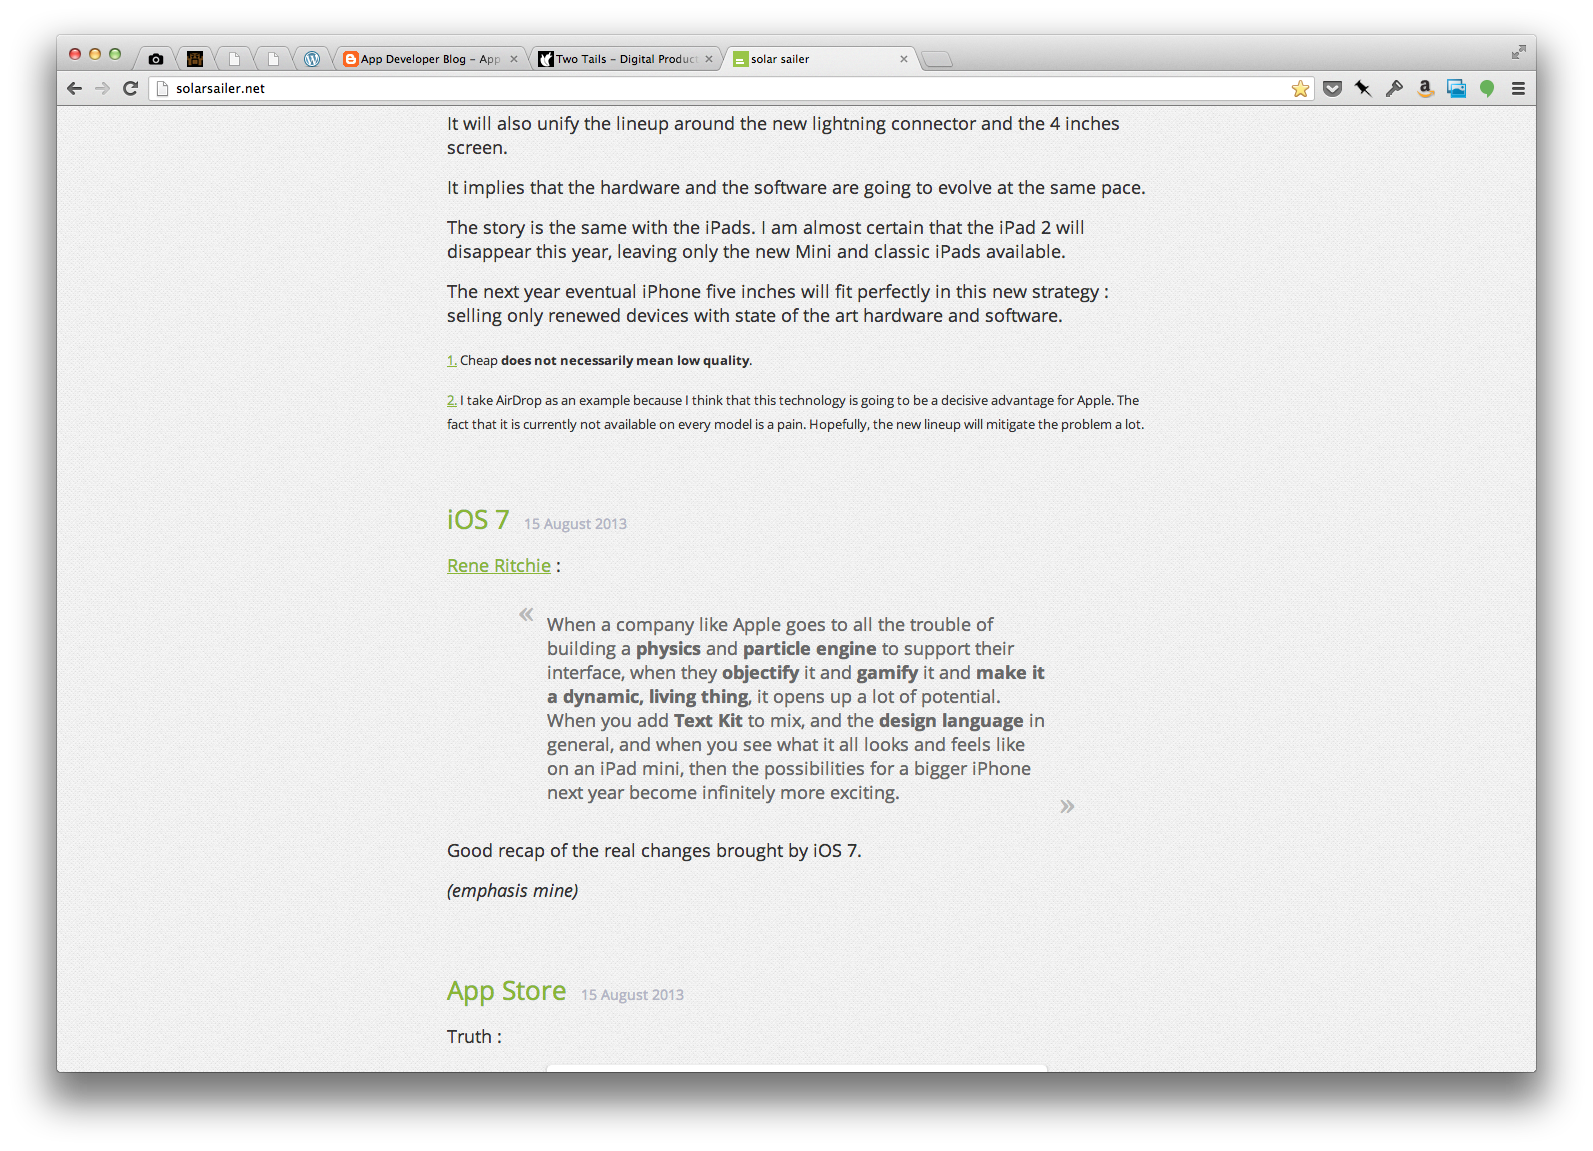 App Developer Blog – App
Two Tails – Digital Product
solar sailer
solarsailer.net
It will also unify the lineup around the new lightning connector and the 4 inches
screen.
It implies that the hardware and the software are going to evolve at the same pace.
The story is the same with the iPads. I am almost certain that the iPad 2 will
disappear this year, leaving only the new Mini and classic iPads available.
The next year eventual iPhone five inches will fit perfectly in this new strategy :
selling only renewed devices with state of the art hardware and software.
1. Cheap does not necessarily mean low quality.
2. I take AirDrop as an example because I think that this technology is going to be a decisive advantage for Apple. The
fact that it is currently not available on every model is a pain. Hopefully, the new lineup will mitigate the problem a lot.
iOS 7 15 August 2013
Rene Ritchie :
«
When a company like Apple goes to all the trouble of
building a physics and particle engine to support their
interface, when they objectify it and gamify it and make it
a dynamic, living thing, it opens up a lot of potential.
When you add Text Kit to mix, and the design language in
general, and when you see what it all looks and feels like
on an iPad mini, then the possibilities for a bigger iPhone
next year become infinitely more exciting.
»
Good recap of the real changes brought by iOS 7.
(emphasis mine)
App Store 15 August 2013
Truth :